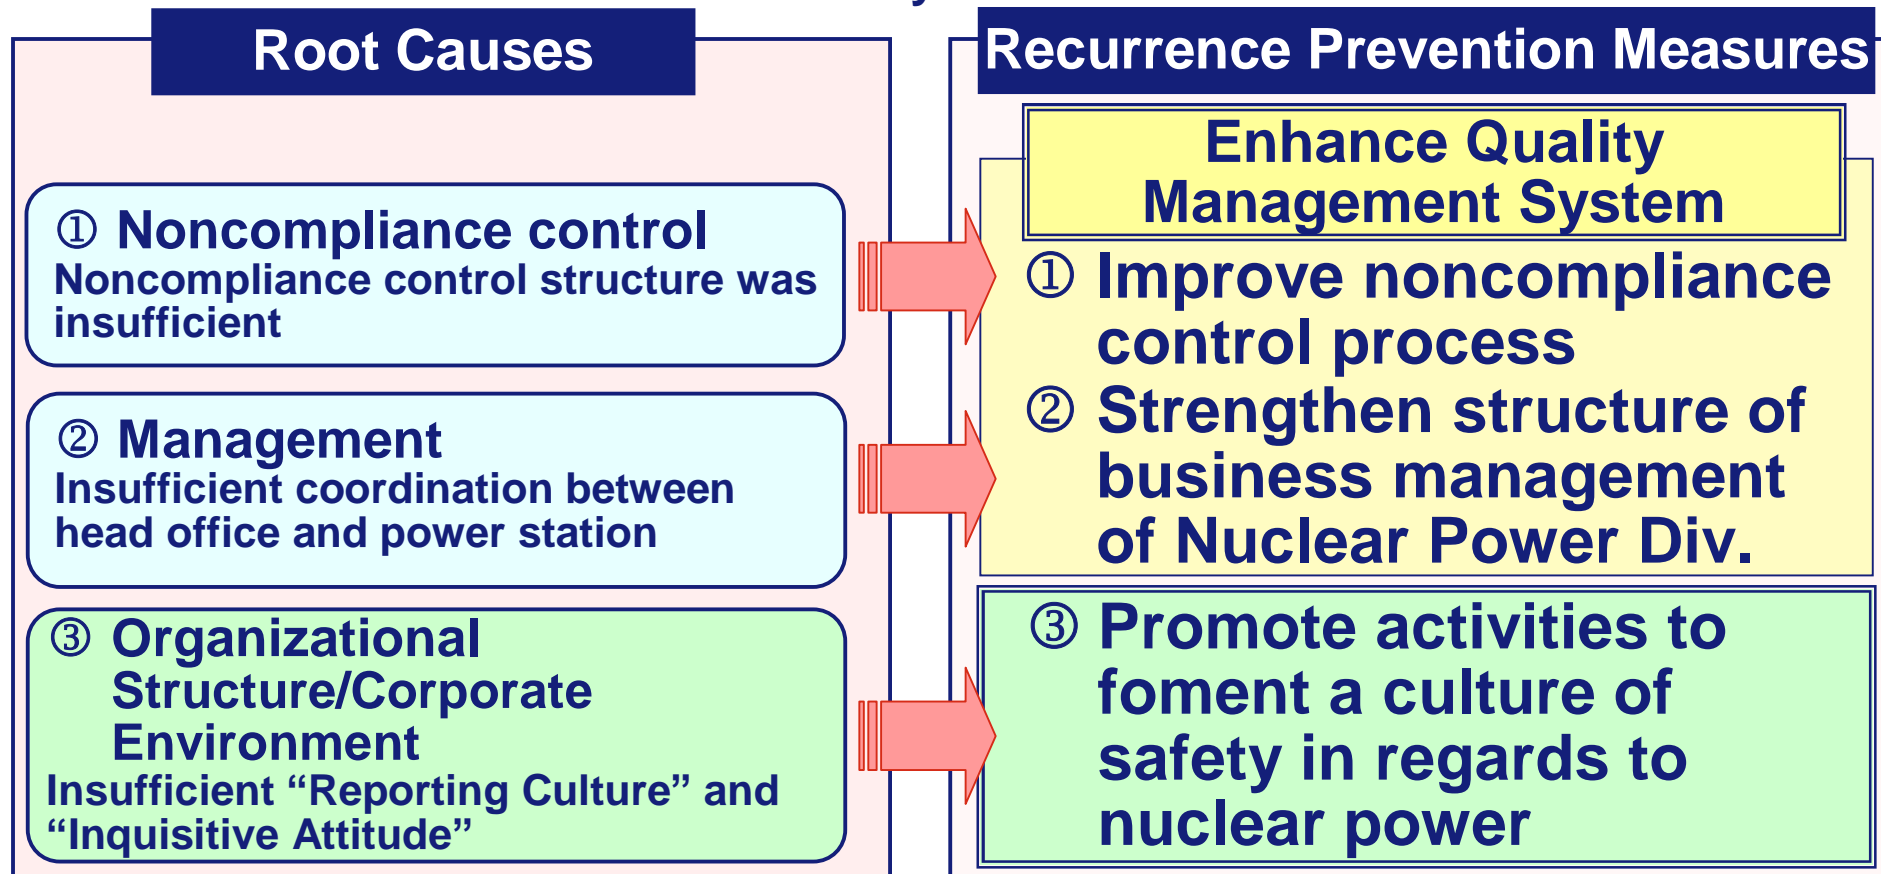 Root Causes
① Noncompliance control
Noncompliance control structure was
insufficient
② Management
Insufficient coordination between
head office and power station
③ Organizational
Structure/Corporate
Environment
Insufficient “Reporting Culture” and
“Inquisitive Attitude”
Recurrence Prevention Measures
Enhance Quality
Management System
① Improve noncompliance
control process
② Strengthen structure of
business management
of Nuclear Power Div.
③ Promote activities to
foment a culture of
safety in regards to
nuclear power